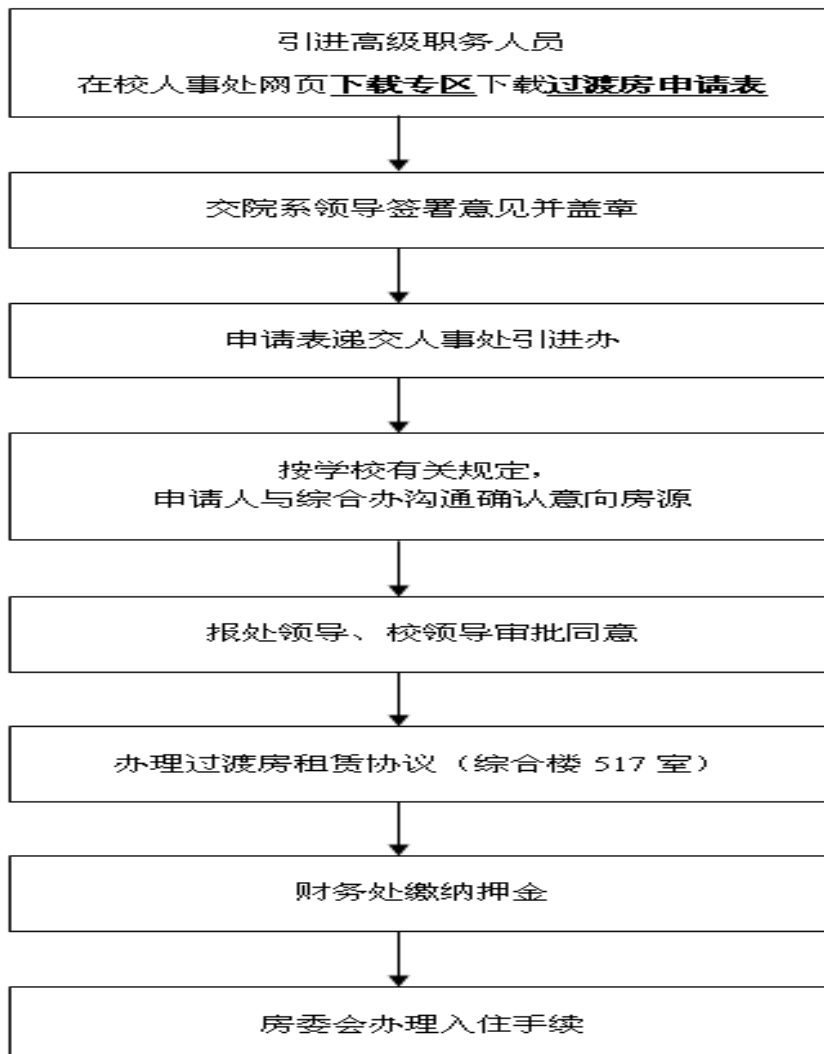 引进高级职务人员
在校人事处网页下载专区下载过渡房申请表
交院系领导签署意见并盖章
申请表递交人事处引进办
按学校有关规定，
申请人与综合办沟通确认意向房源
报处领导、校领导审批同意
办理过渡房租赁协议（综合楼 517 室）
财务处缴纳押金
房委会办理入住手续